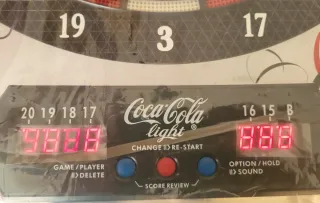 19 3 17
20 19 18 17
16 15 B
Coca-Cola
light
CHANGE RE-START
GAME/PLAYER
DELETE
OPTION/HOLD
SOUND
SCORE REVIEW